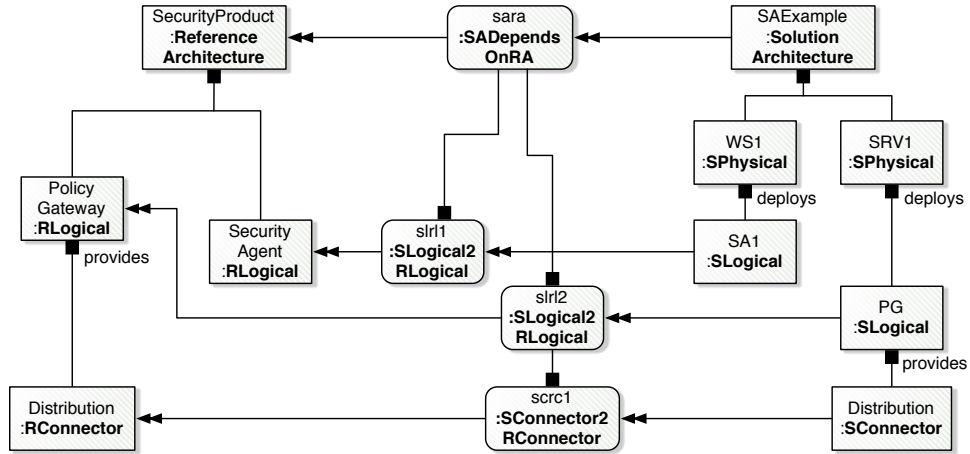 SecurityProduct
:Reference
Architecture
sara
:SADepends
OnRA
SAExample
:Solution
Architecture
WS1
:SPhysical
SRV1
:SPhysical
deploys
deploys
Policy
Gateway
:RLogical
provides
Security
Agent
:RLogical
slrl1
:SLogical2
RLogical
SA1
:SLogical
slrl2
:SLogical2
RLogical
PG
:SLogical
provides
Distribution
:RConnector
scrc1
:SConnector2
RConnector
Distribution
:SConnector